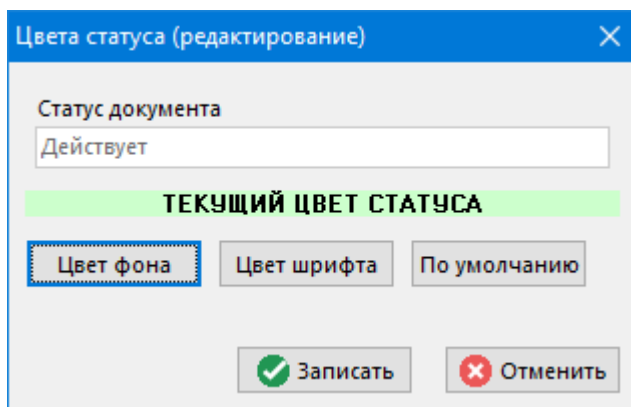 Цвета статуса (редактирование)
Статус документа
Действует
ТЕКУЩИЙ ЦВЕТ СТАТУСА
Цвет фона Цвет шрифта По умолчанию
Записать Отменить